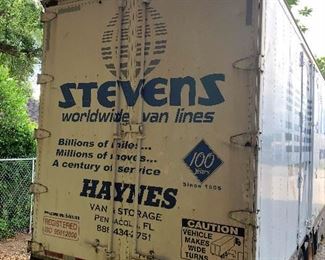 STEVENS
worldwide van lines
Billions of miles...
Millions of moves...
A century of service
100
Years
Since 1905
HAYNES
VAN & STORAGE
PENSACOLA, FL
REGISTERED
CAUTION
VEHICLE
MAKES WIDE
TURNS